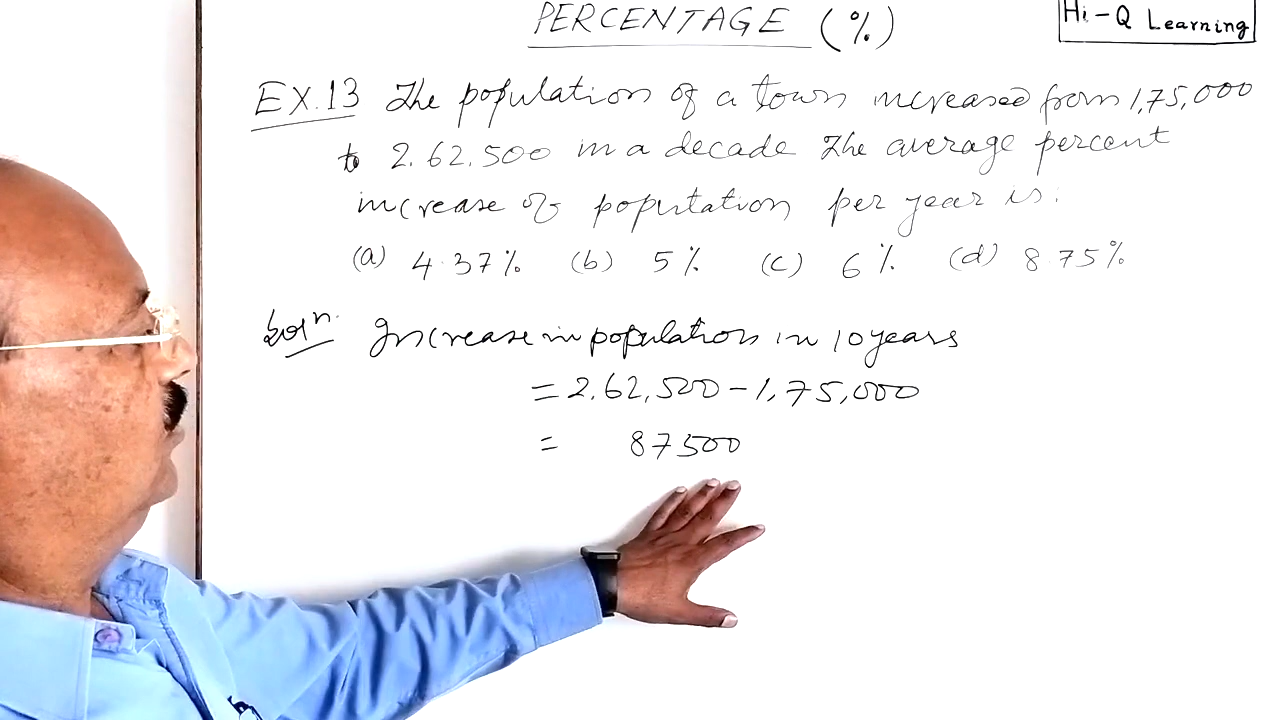 PERCENTAGE (%)
Hi-Q Learning
EX.13 The population of a town increased from 1,75,000
to 2.62.500 in a decade The average percent
increase of population per year is:
(a) 4.37% (b) 5% (c) 6% (d) 8.75%
Soln. Increase in population in 10 years
= 2,62,500 - 1,75,000
= 87500